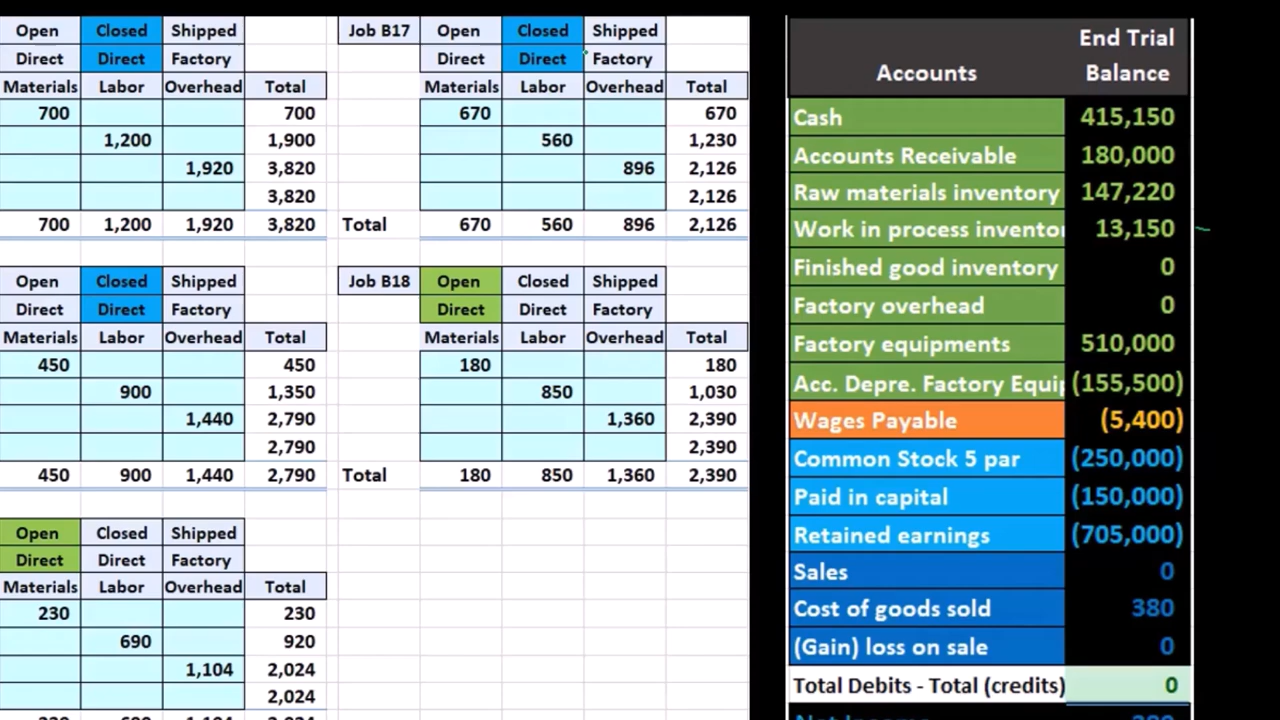 Open Closed Shipped Job B17 Open Closed Shipped
Direct Direct Factory Direct Direct Factory
Materials Labor Overhead Total Materials Labor Overhead Total
700 700 670 670
1,200 1,900 560 1,230
1,920 3,820 896 2,126
3,820 2,126
700 1,200 1,920 3,820 Total 670 560 896 2,126
Open Closed Shipped Job B18 Open Closed Shipped
Direct Direct Factory Direct Direct Factory
Materials Labor Overhead Total Materials Labor Overhead Total
450 450 180 180
900 1,350 850 1,030
1,440 2,790 1,360 2,390
2,790 2,390
450 900 1,440 2,790 Total 180 850 1,360 2,390
Open Closed Shipped
Direct Direct Factory
Materials Labor Overhead Total
230 230
690 920
1,104 2,024
2,024
230 690 1,104 2,024
End Trial
Accounts Balance
Cash 415,150
Accounts Receivable 180,000
Raw materials inventory 147,220
Work in process inventor 13,150
Finished good inventory 0
Factory overhead 0
Factory equipments 510,000
Acc. Depre. Factory Equip (155,500)
Wages Payable (5,400)
Common Stock 5 par (250,000)
Paid in capital (150,000)
Retained earnings (705,000)
Sales 0
Cost of goods sold 380
(Gain) loss on sale 0
Total Debits - Total (credits) 0
Net Income 380